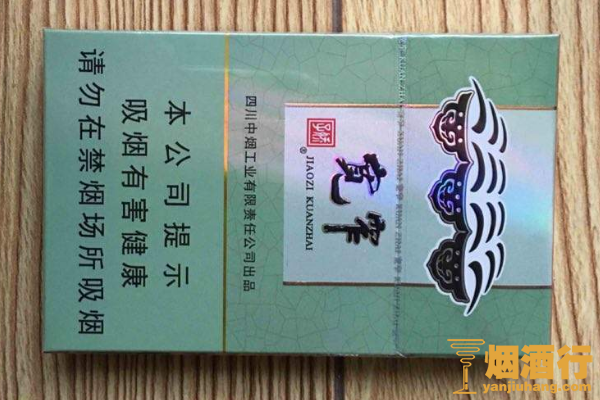 宽窄
娇子
JIAOZI KUANZHAI
®
四川中烟工业有限责任公司出品
本公司提示
吸烟有害健康
请勿在禁烟场所吸烟
烟酒行
yanjiuhang.com